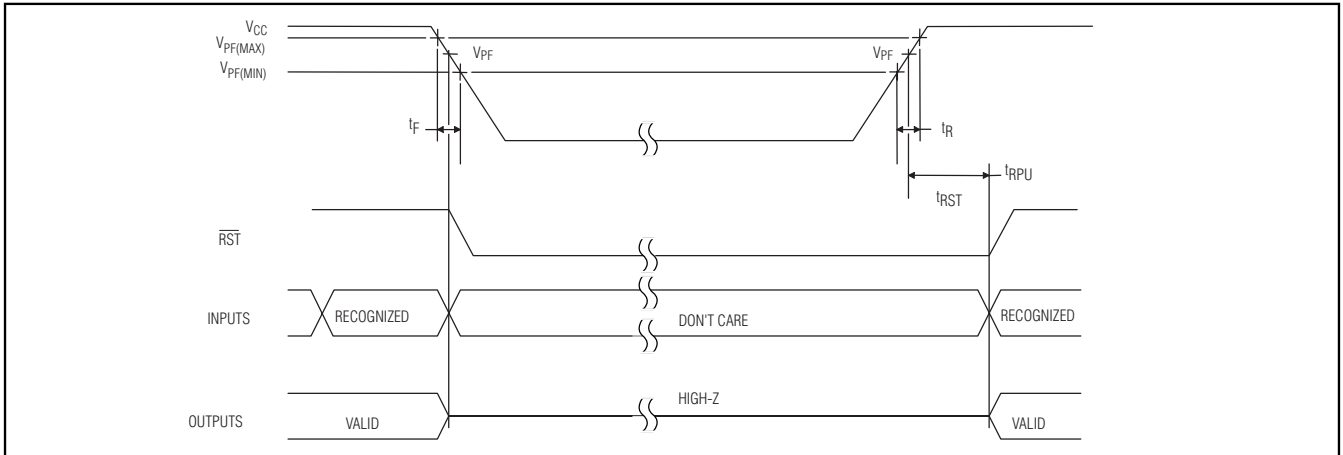 VCC
VPF(MAX)
VPF VPF
VPF(MIN)
tF tR
tRPU
tRST
RST
INPUTS RECOGNIZED DON'T CARE RECOGNIZED
HIGH-Z
OUTPUTS VALID VALID